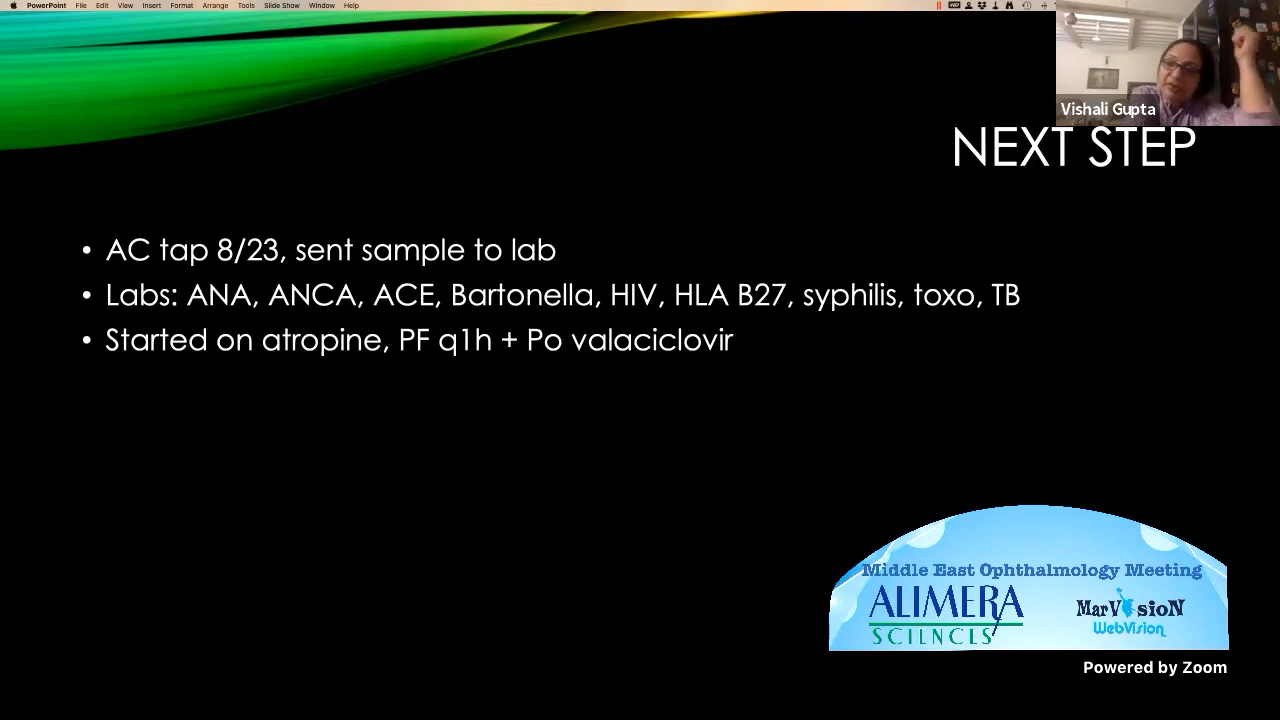 PowerPoint File Edit View Insert Format Arrange Tools Slide Show Window Help
Vishali Gupta
NEXT STEP
• AC tap 8/23, sent sample to lab
• Labs: ANA, ANCA, ACE, Bartonella, HIV, HLA B27, syphilis, toxo, TB
• Started on atropine, PF q1h + Po valaciclovir
Middle East Ophthalmology Meeting
ALIMERA
SCIENCES
MarVisioN
WebVision
Powered by Zoom